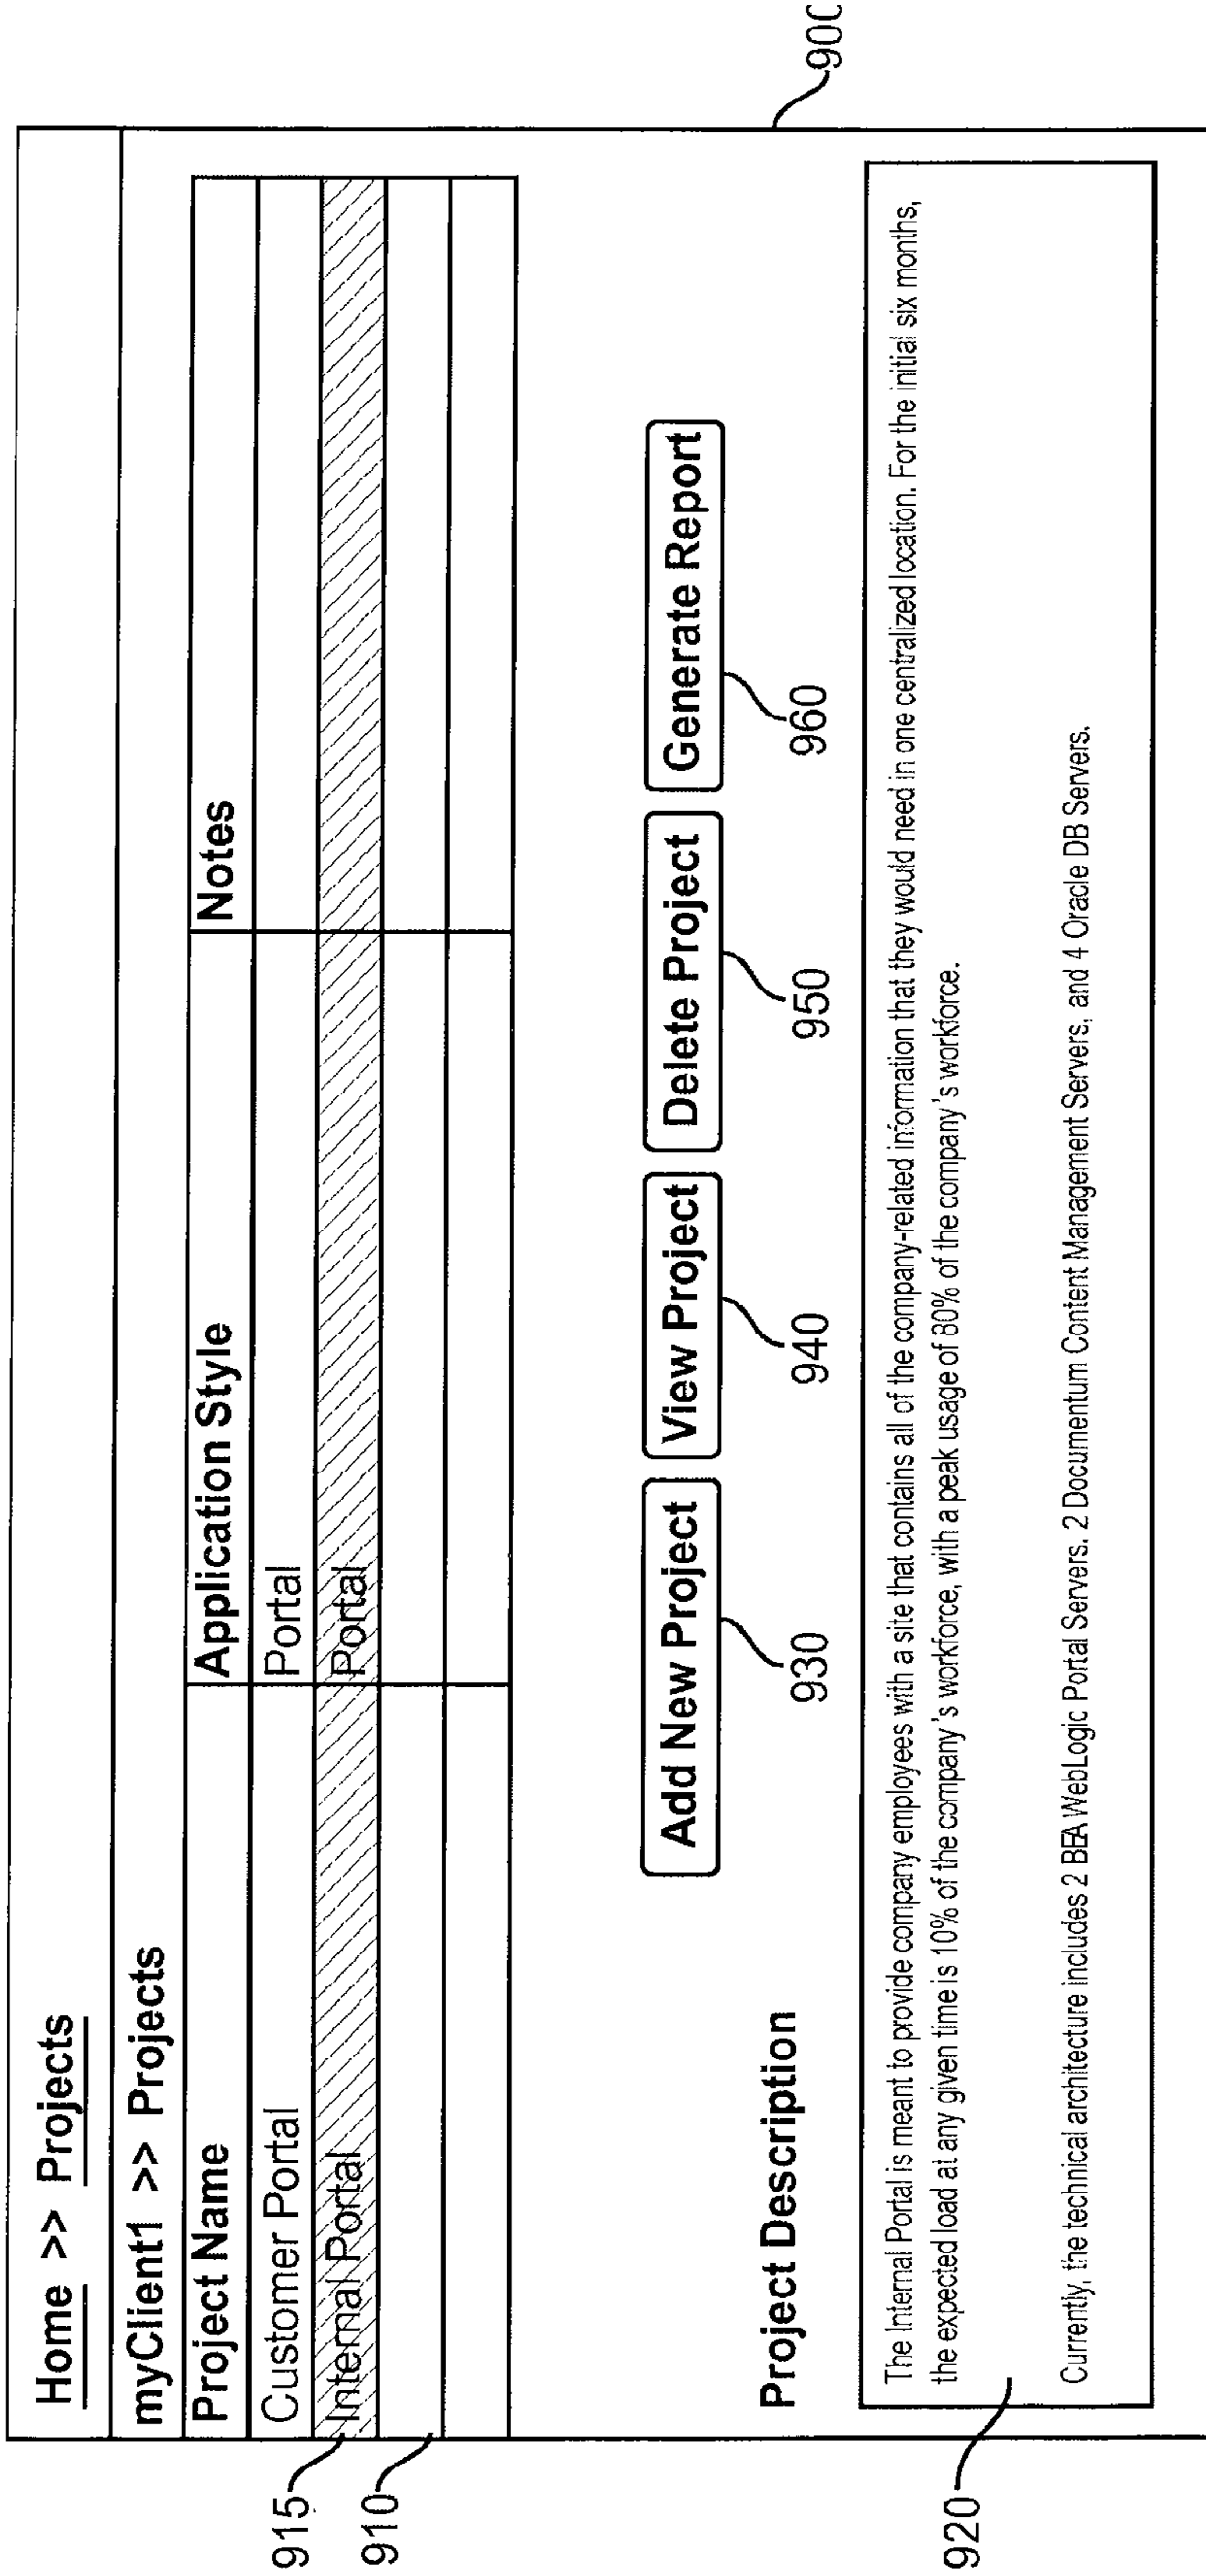 Home >> Projects
myClient1 >> Projects
Project Name Application Style Notes
Customer Portal Portal
915 Internal Portal Portal
910
Add New Project View Project Delete Project Generate Report
930 940 950 960
Project Description
900
The Internal Portal is meant to provide company employees with a site that contains all of the company-related information that they would need in one centralized location. For the initial six months,
the expected load at any given time is 10% of the company's workforce, with a peak usage of 80% of the company's workforce.
920
Currently, the technical architecture includes 2 BEA WebLogic Portal Servers, 2 Documentum Content Management Servers, and 4 Oracle DB Servers.